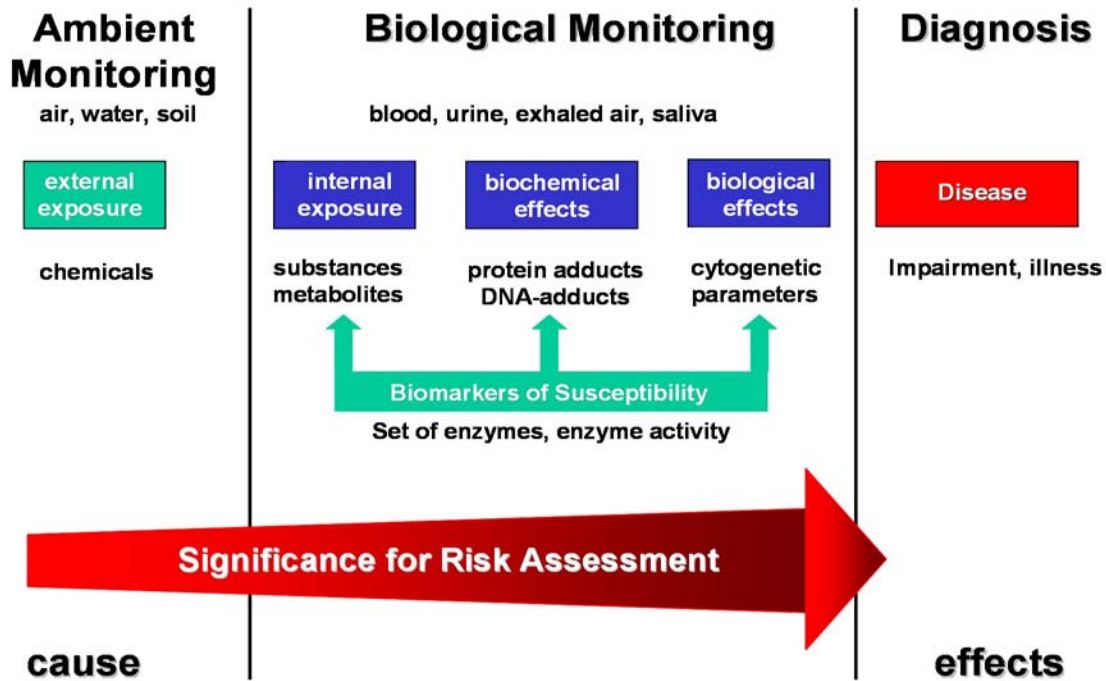 Ambient
Monitoring
air, water, soil
external
exposure
chemicals
Biological Monitoring
blood, urine, exhaled air, saliva
internal
exposure
substances
metabolites
biochemical
effects
protein adducts
DNA-adducts
biological
effects
cytogenetic
parameters
Biomarkers of Susceptibility
Set of enzymes, enzyme activity
Diagnosis
Disease
Impairment, illness
Significance for Risk Assessment
cause
effects